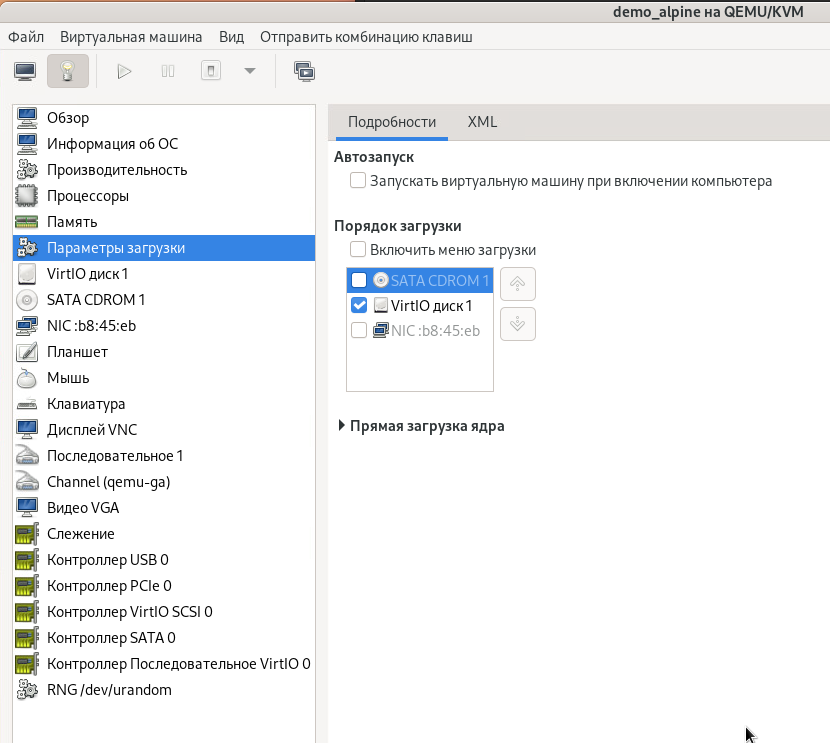 demo_alpine на QEMU/KVM
Файл Виртуальная машина Вид Отправить комбинацию клавиш
Обзор
Информация об ОС
Производительность
Процессоры
Память
Параметры загрузки
VirtIO диск 1
SATA CDROM 1
NIC :b8:45:eb
Планшет
Мышь
Клавиатура
Дисплей VNC
Последовательное 1
Channel (qemu-ga)
Видео VGA
Слежение
Контроллер USB 0
Контроллер PCIe 0
Контроллер VirtIO SCSI 0
Контроллер SATA 0
Контроллер Последовательное VirtIO 0
RNG /dev/urandom
Подробности XML
Автозапуск
Запускать виртуальную машину при включении компьютера
Порядок загрузки
Включить меню загрузки
SATA CDROM 1
VirtIO диск 1
NIC :b8:45:eb
Прямая загрузка ядра